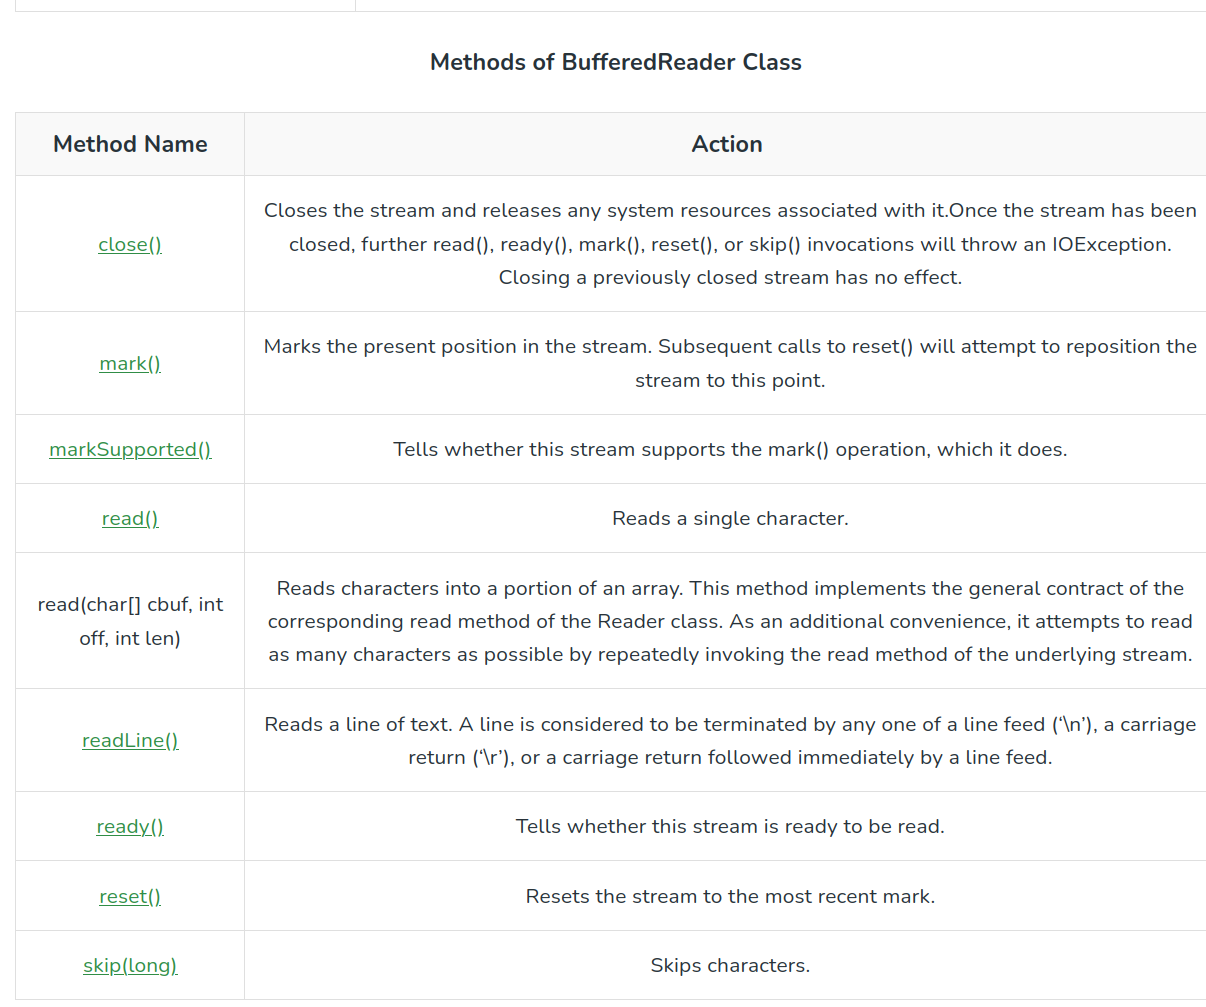 Methods of BufferedReader Class
Method Name
Action
close()
Closes the stream and releases any system resources associated with it.Once the stream has been
closed, further read(), ready(), mark(), reset(), or skip() invocations will throw an IOException.
Closing a previously closed stream has no effect.
mark()
Marks the present position in the stream. Subsequent calls to reset() will attempt to reposition the
stream to this point.
markSupported()
Tells whether this stream supports the mark() operation, which it does.
read()
Reads a single character.
read(char[] cbuf, int
off, int len)
Reads characters into a portion of an array. This method implements the general contract of the
corresponding read method of the Reader class. As an additional convenience, it attempts to read
as many characters as possible by repeatedly invoking the read method of the underlying stream.
readLine()
Reads a line of text. A line is considered to be terminated by any one of a line feed (‘\n’), a carriage
return (‘\r’), or a carriage return followed immediately by a line feed.
ready()
Tells whether this stream is ready to be read.
reset()
Resets the stream to the most recent mark.
skip(long)
Skips characters.